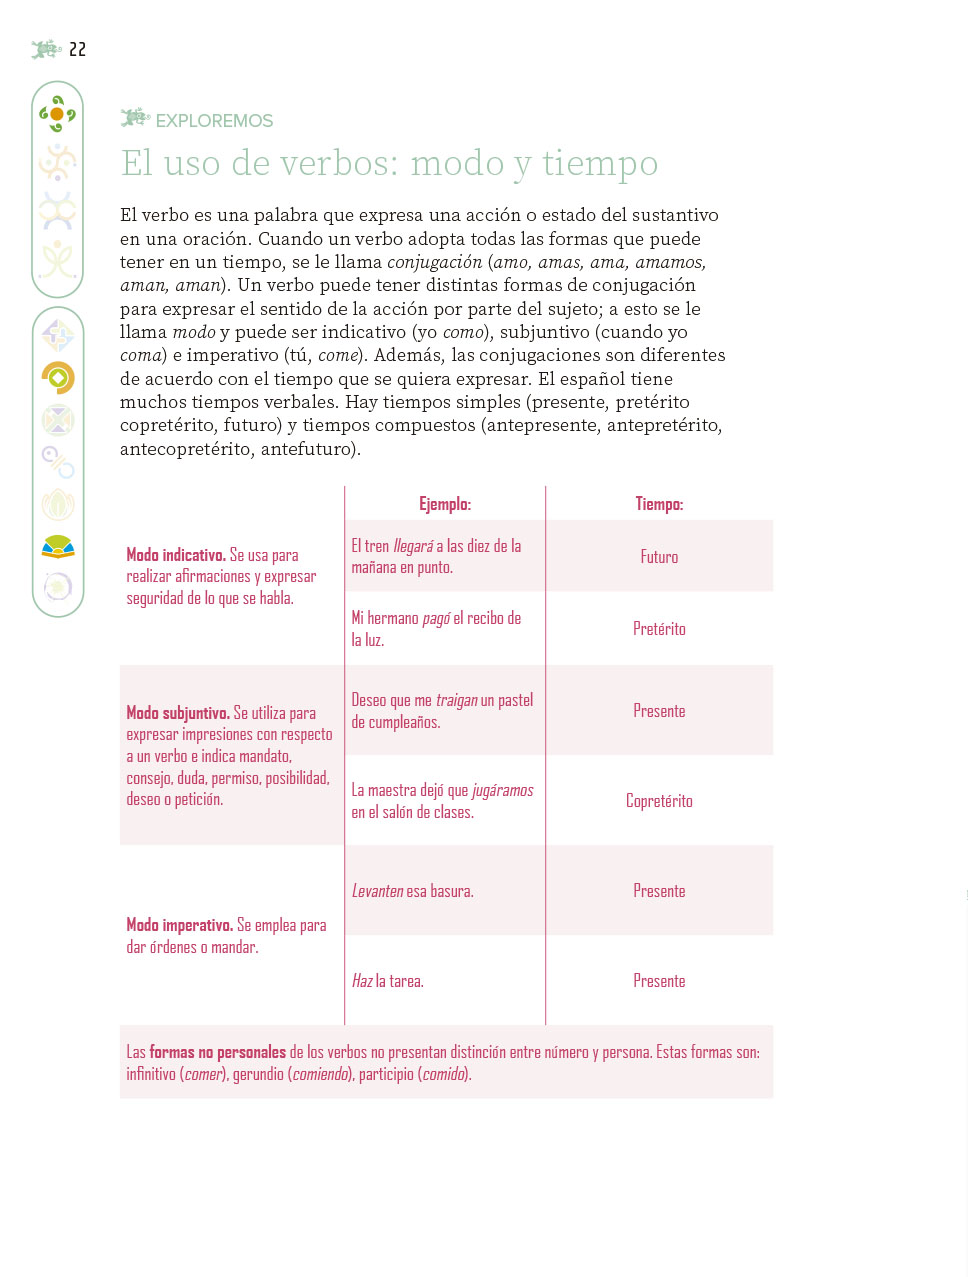 22
EXPLOREMOS
El uso de verbos: modo y tiempo
El verbo es una palabra que expresa una acción o estado del sustantivo
en una oración. Cuando un verbo adopta todas las formas que puede
tener en un tiempo, se le llama conjugación (amo, amas, ama, amamos,
aman, aman). Un verbo puede tener distintas formas de conjugación
para expresar el sentido de la acción por parte del sujeto; a esto se le
llama modo y puede ser indicativo (yo como), subjuntivo (cuando yo
coma) e imperativo (tú, come). Además, las conjugaciones son diferentes
de acuerdo con el tiempo que se quiera expresar. El español tiene
muchos tiempos verbales. Hay tiempos simples (presente, pretérito
copretérito, futuro) y tiempos compuestos (antepresente, antepretérito,
antecopretérito, antefuturo).
Ejemplo:
Tiempo:
Modo indicativo. Se usa para
realizar afirmaciones y expresar
seguridad de lo que se habla.
El tren llegará a las diez de la
mañana en punto.
Futuro
Mi hermano pagó el recibo de
la luz.
Pretérito
Modo subjuntivo. Se utiliza para
expresar impresiones con respecto
a un verbo e indica mandato,
consejo, duda, permiso, posibilidad,
deseo o petición.
Deseo que me traigan un pastel
de cumpleaños.
Presente
La maestra dejó que jugáramos
en el salón de clases.
Copretérito
Modo imperativo. Se emplea para
dar órdenes o mandar.
Levanten esa basura.
Presente
Haz la tarea.
Presente
Las formas no personales de los verbos no presentan distinción entre número y persona. Estas formas son:
infinitivo (comer), gerundio (comiendo), participio (comido).